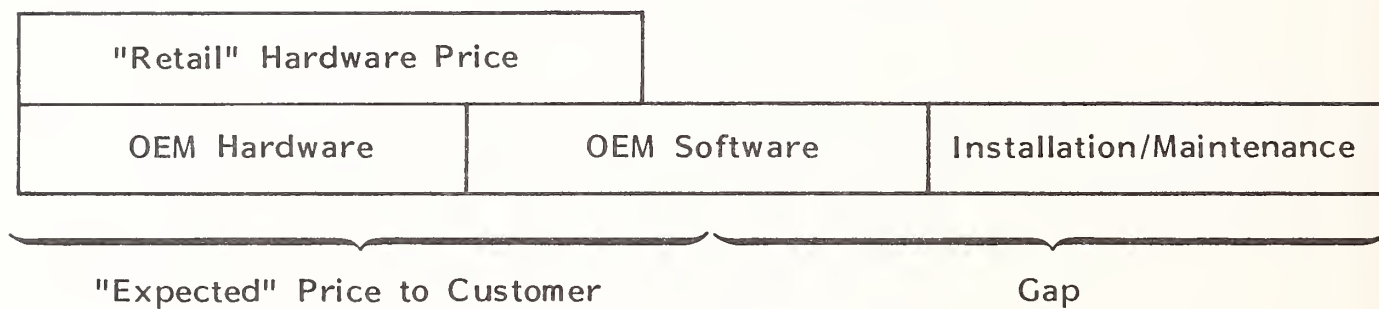 "Retail" Hardware Price
OEM Hardware
OEM Software
Installation/Maintenance
"Expected" Price to Customer
Gap